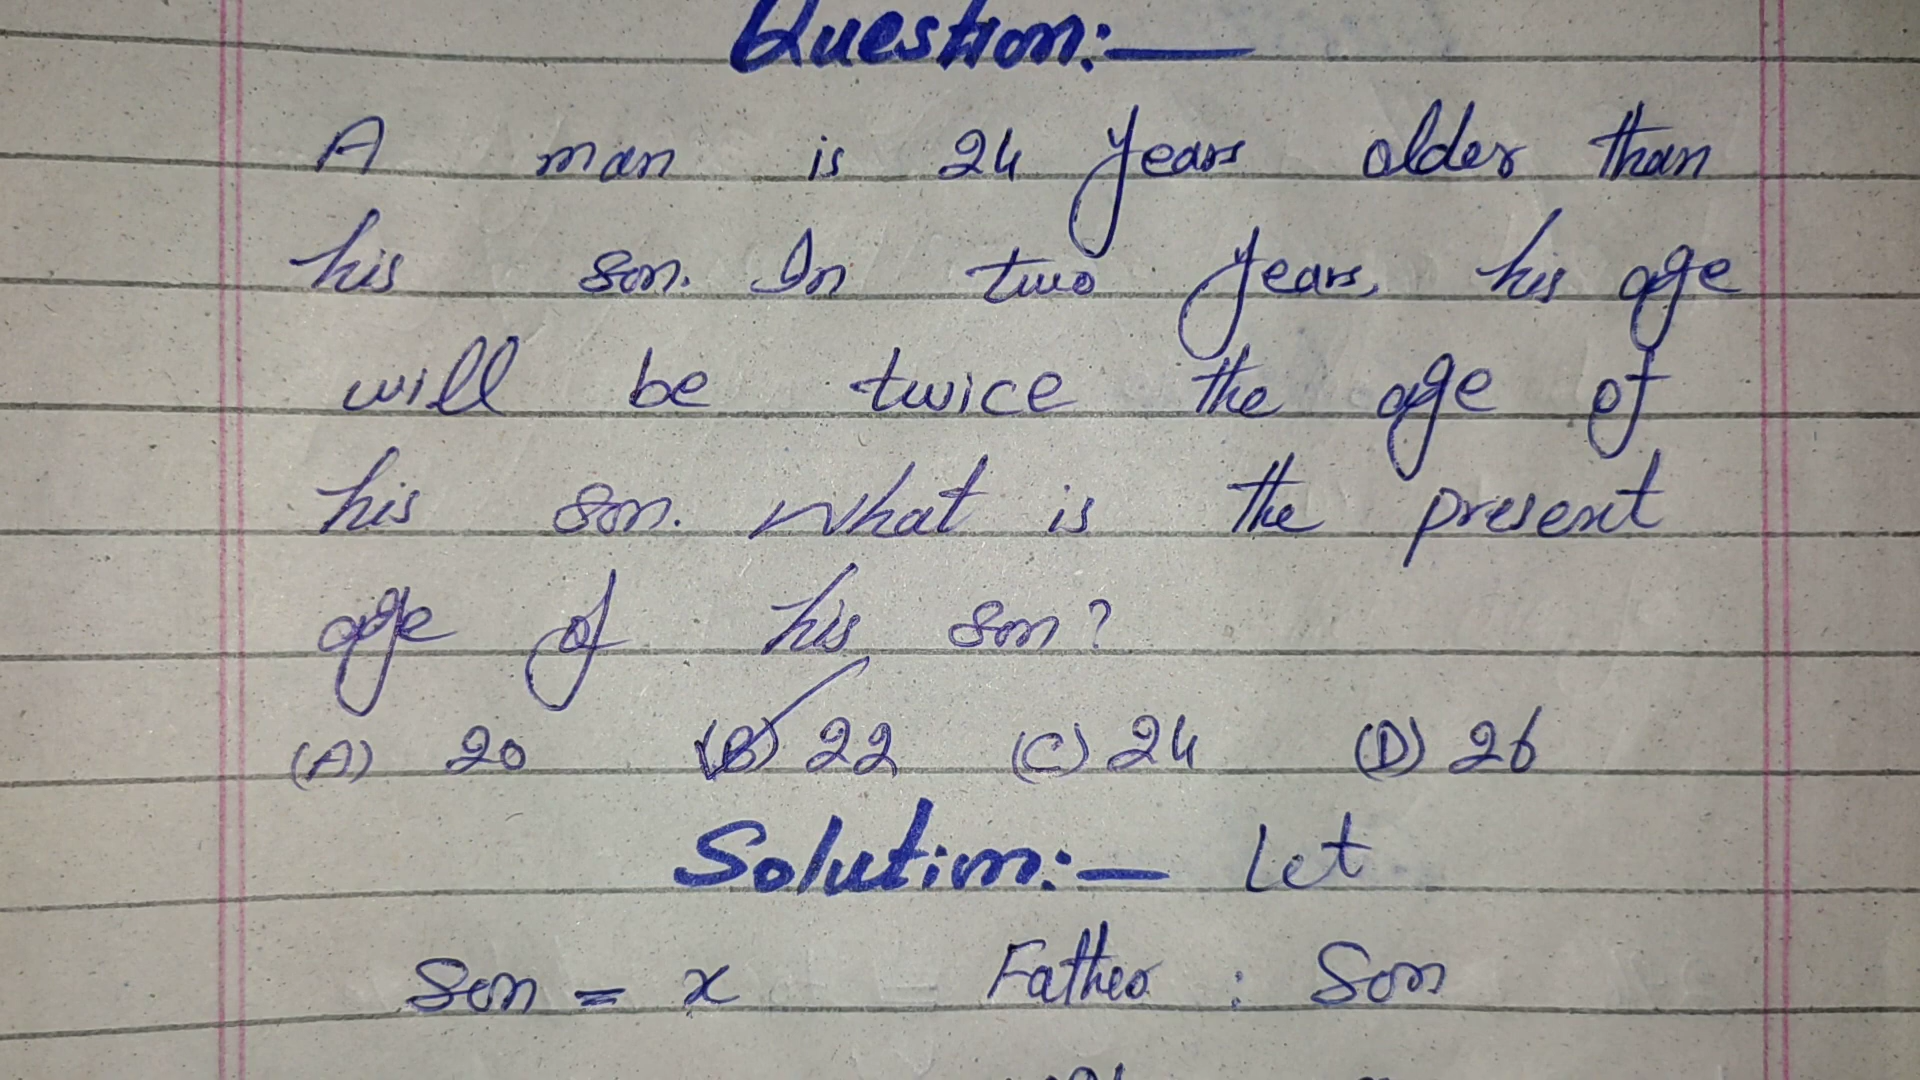 Question:—
A man is 24 years older than
his son. In two years, his age
will be twice the age of
his son. What is the present
age of his son?
(A) 20 (B) 22 (C) 24 (D) 26
Solution:— Let
Son = x Father : Son